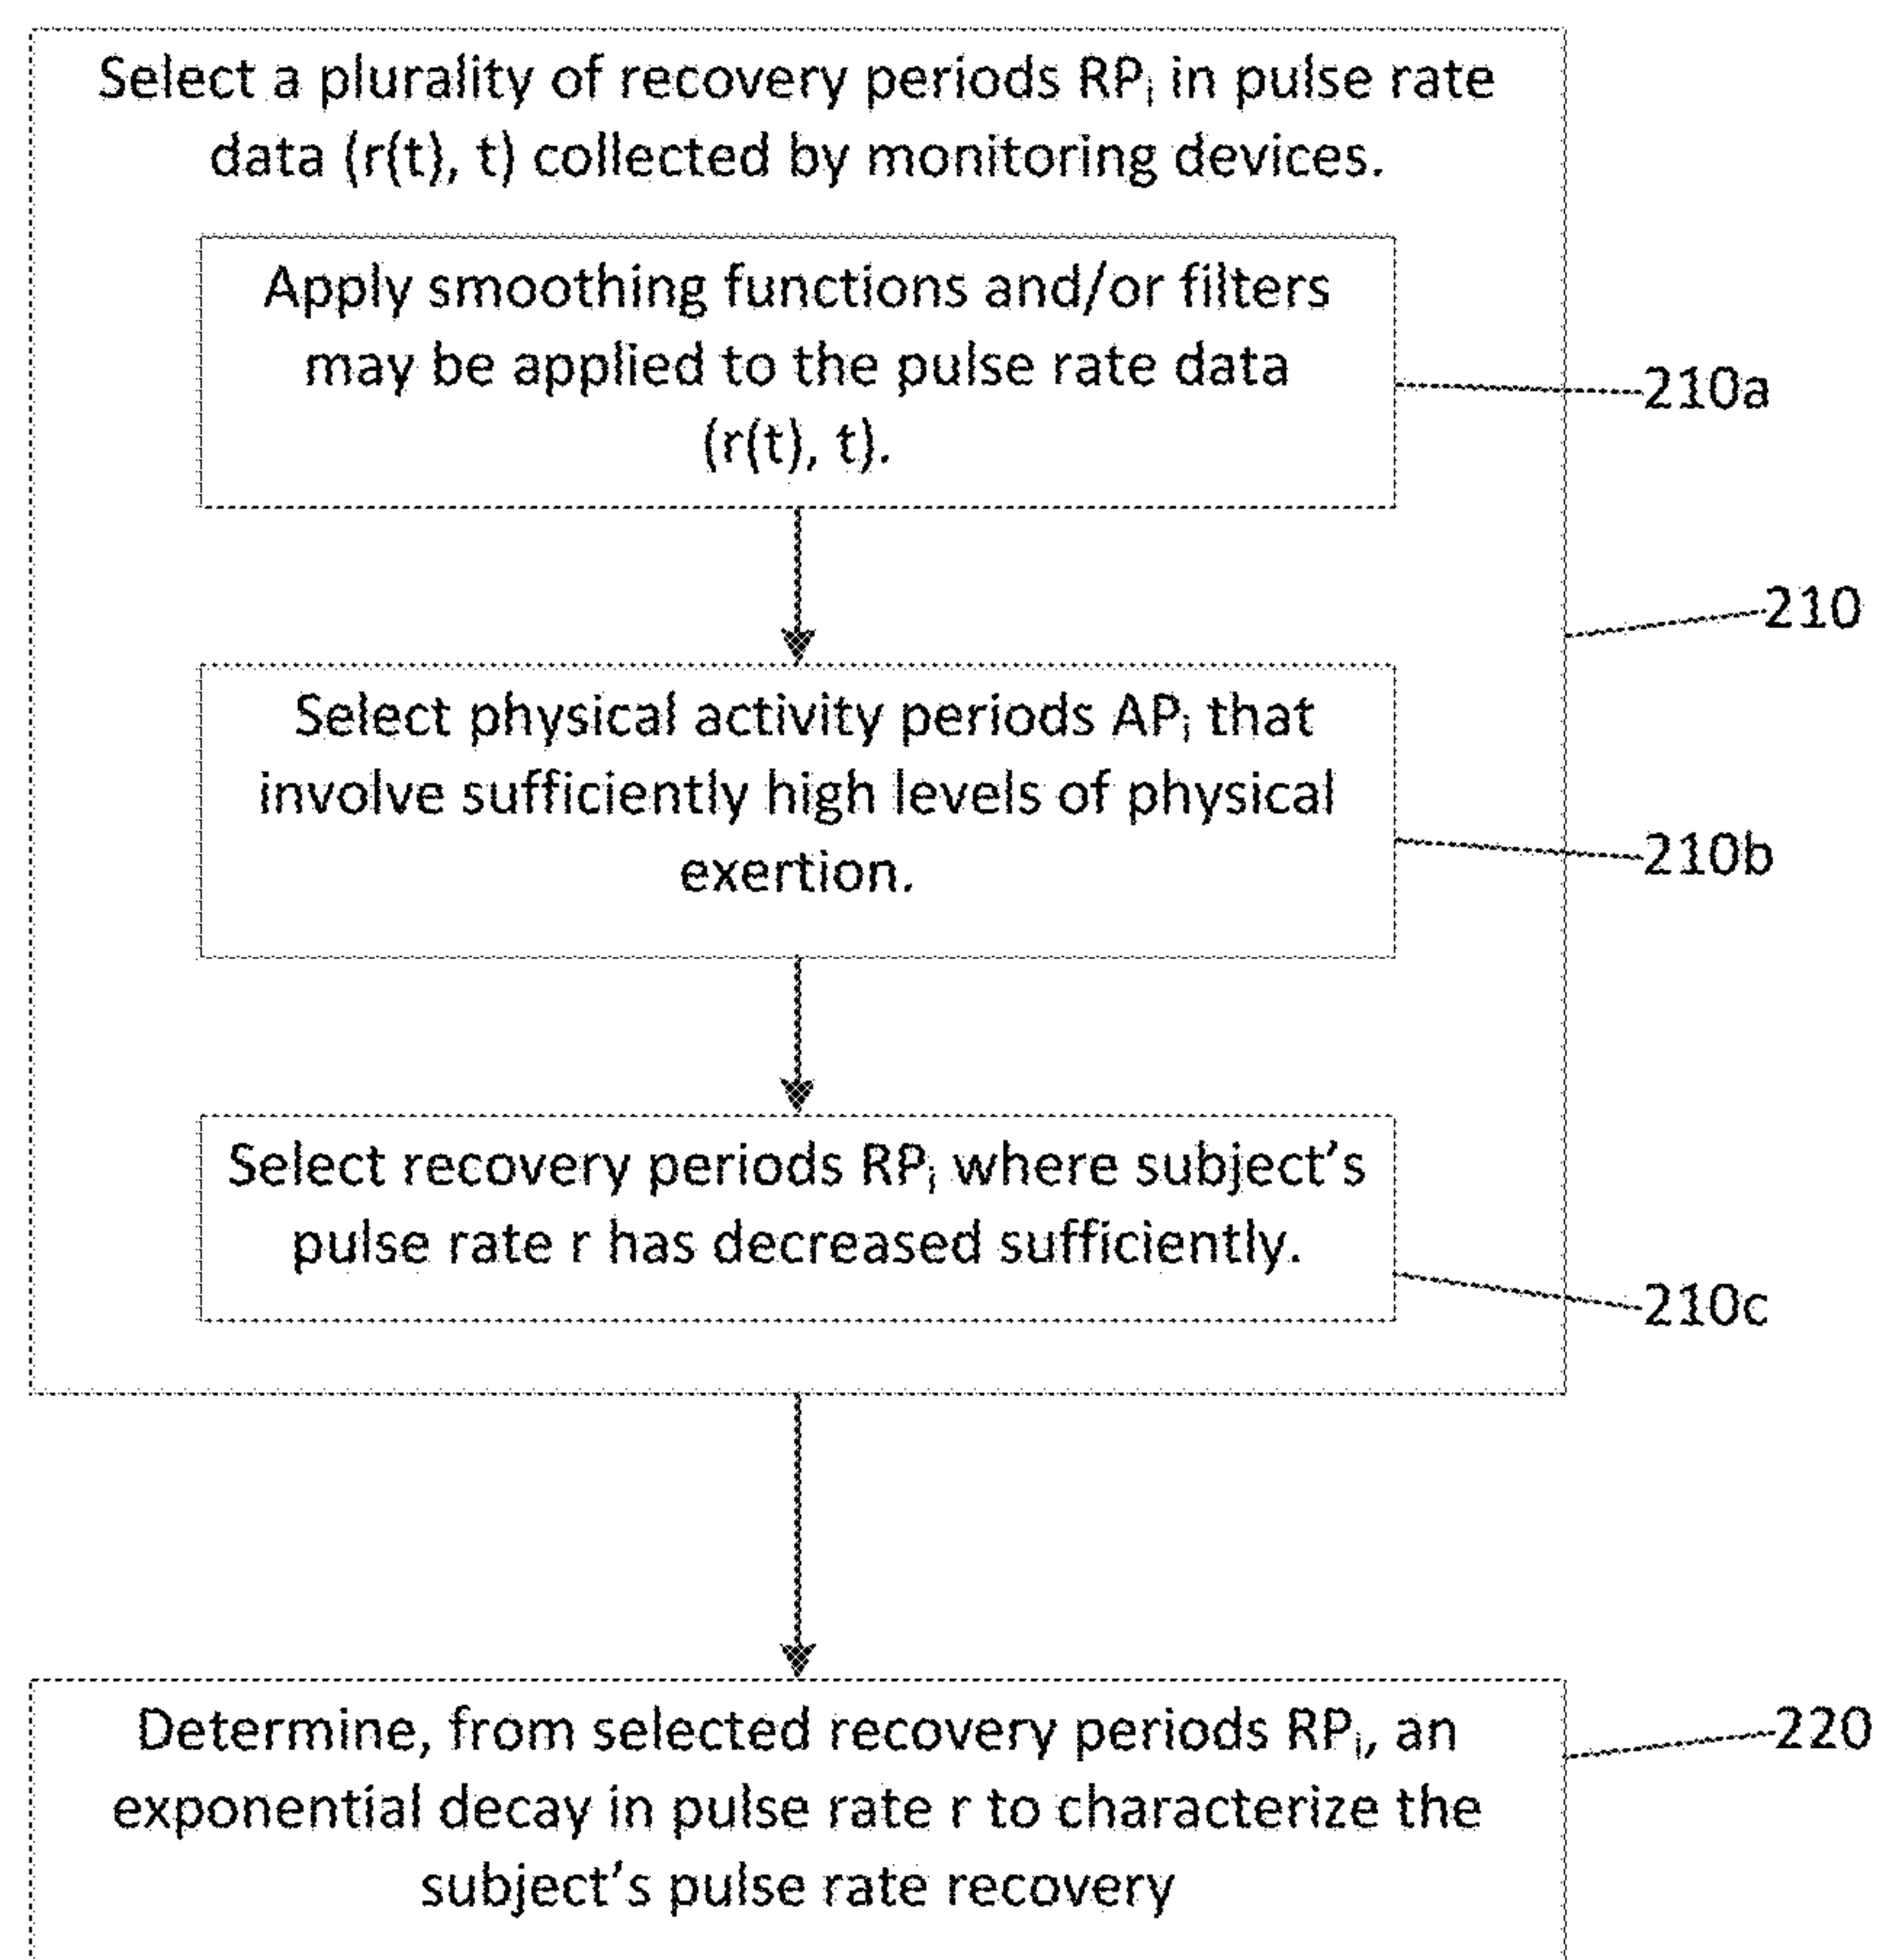 Select a plurality of recovery periods RPᵢ in pulse rate
data (r(t), t) collected by monitoring devices.
Apply smoothing functions and/or filters
may be applied to the pulse rate data
(r(t), t).
210a
210
Select physical activity periods APᵢ that
involve sufficiently high levels of physical
exertion.
210b
Select recovery periods RPᵢ where subject's
pulse rate r has decreased sufficiently.
210c
Determine, from selected recovery periods RPᵢ, an
exponential decay in pulse rate r to characterize the
subject's pulse rate recovery
220